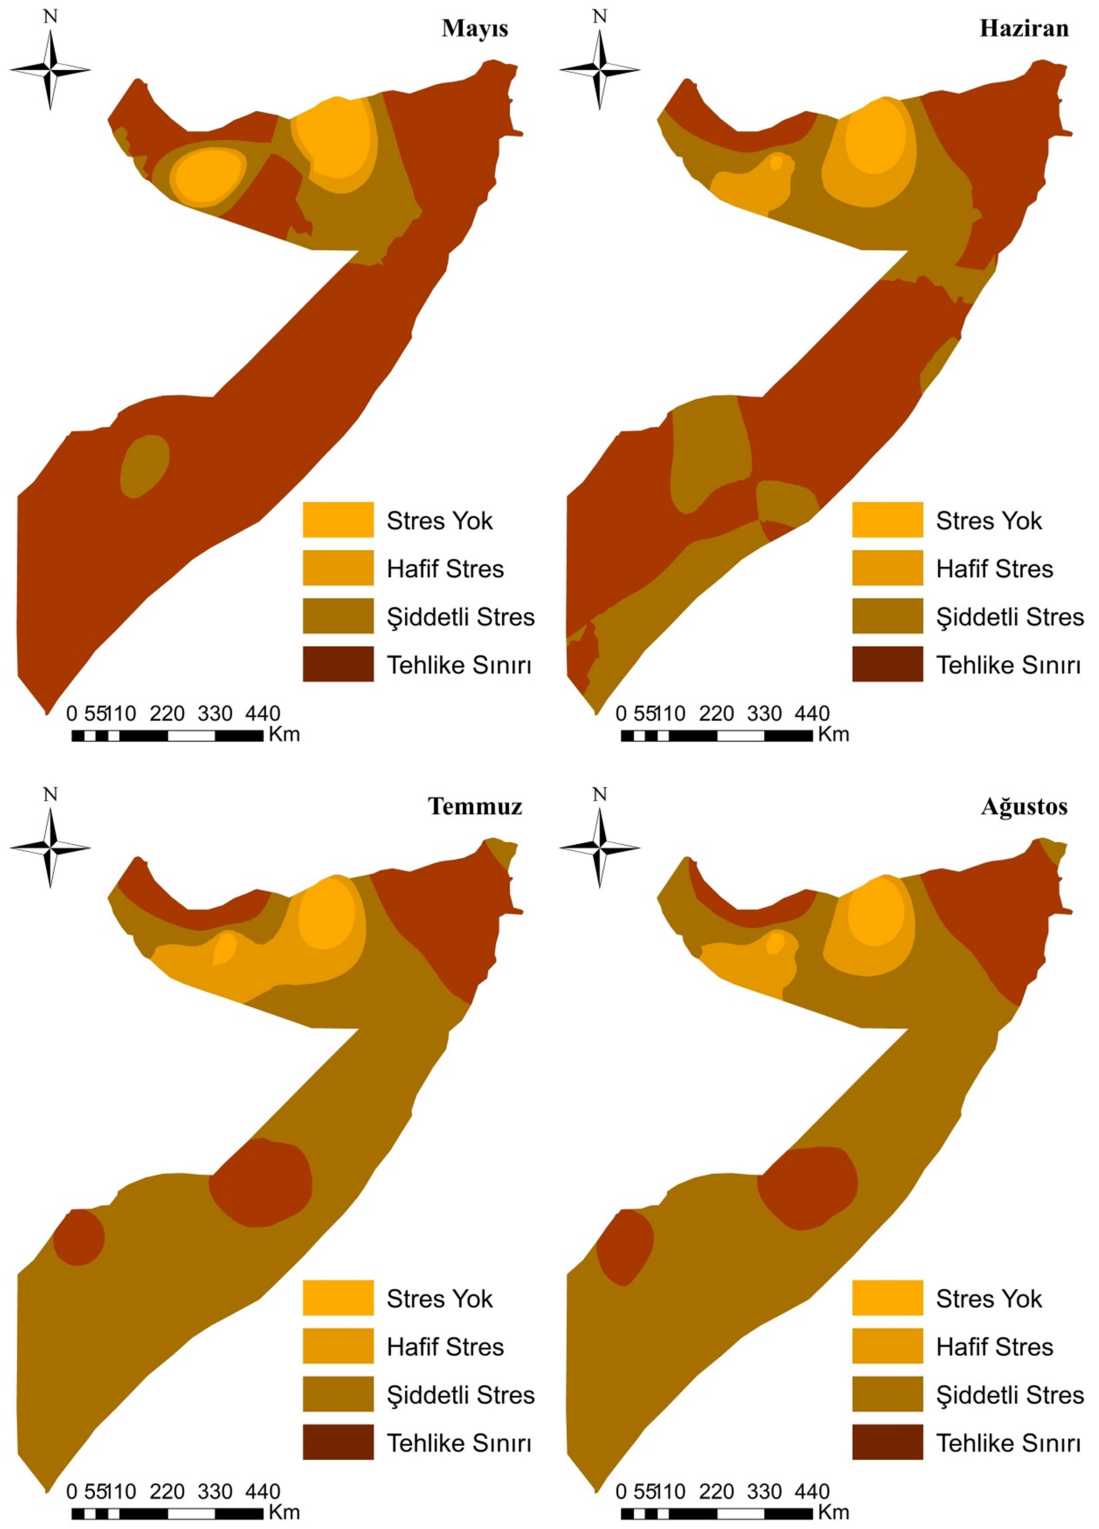 N
Mayıs
Stres Yok
Hafif Stres
Şiddetli Stres
Tehlike Sınırı
0 55110 220 330 440
Km
N
Haziran
Stres Yok
Hafif Stres
Şiddetli Stres
Tehlike Sınırı
0 55110 220 330 440
Km
N
Temmuz
Stres Yok
Hafif Stres
Şiddetli Stres
Tehlike Sınırı
0 55110 220 330 440
Km
N
Ağustos
Stres Yok
Hafif Stres
Şiddetli Stres
Tehlike Sınırı
0 55110 220 330 440
Km